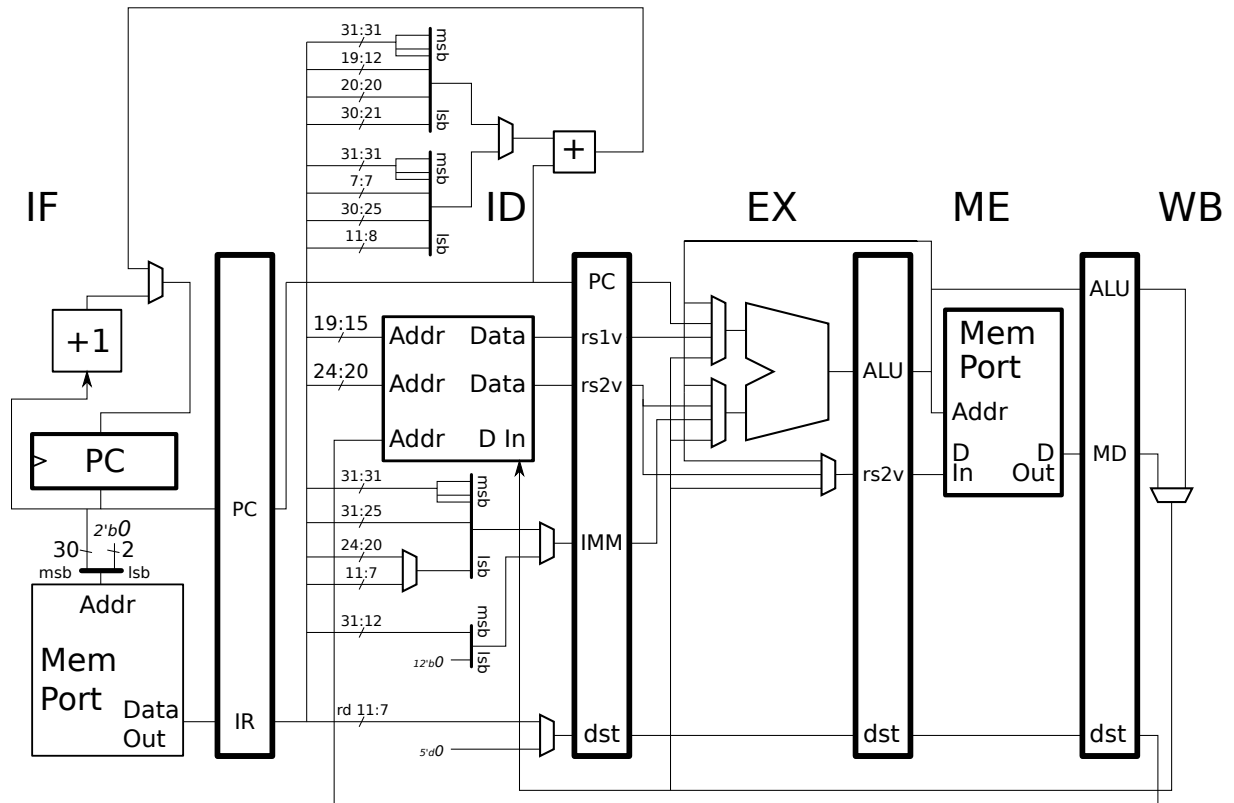 31:31
msb
19:12
20:20
30:21
lsb
+
31:31
msb
7:7
30:25
11:8
lsb
IF
ID
EX
ME
WB
PC
ALU
+1
19:15
Addr
Data
rs1v
Mem
Port
24:20
Addr
Data
rs2v
ALU
Addr
Addr
D In
PC
D
In
D
Out
MD
rs2v
31:31
msb
31:25
24:20
11:7
lsb
IMM
PC
2'b0
30
2
msb
lsb
Addr
Mem
Port
Data
Out
31:12
msb
12'b0
lsb
IR
rd 11:7
5'd0
dst
dst
dst